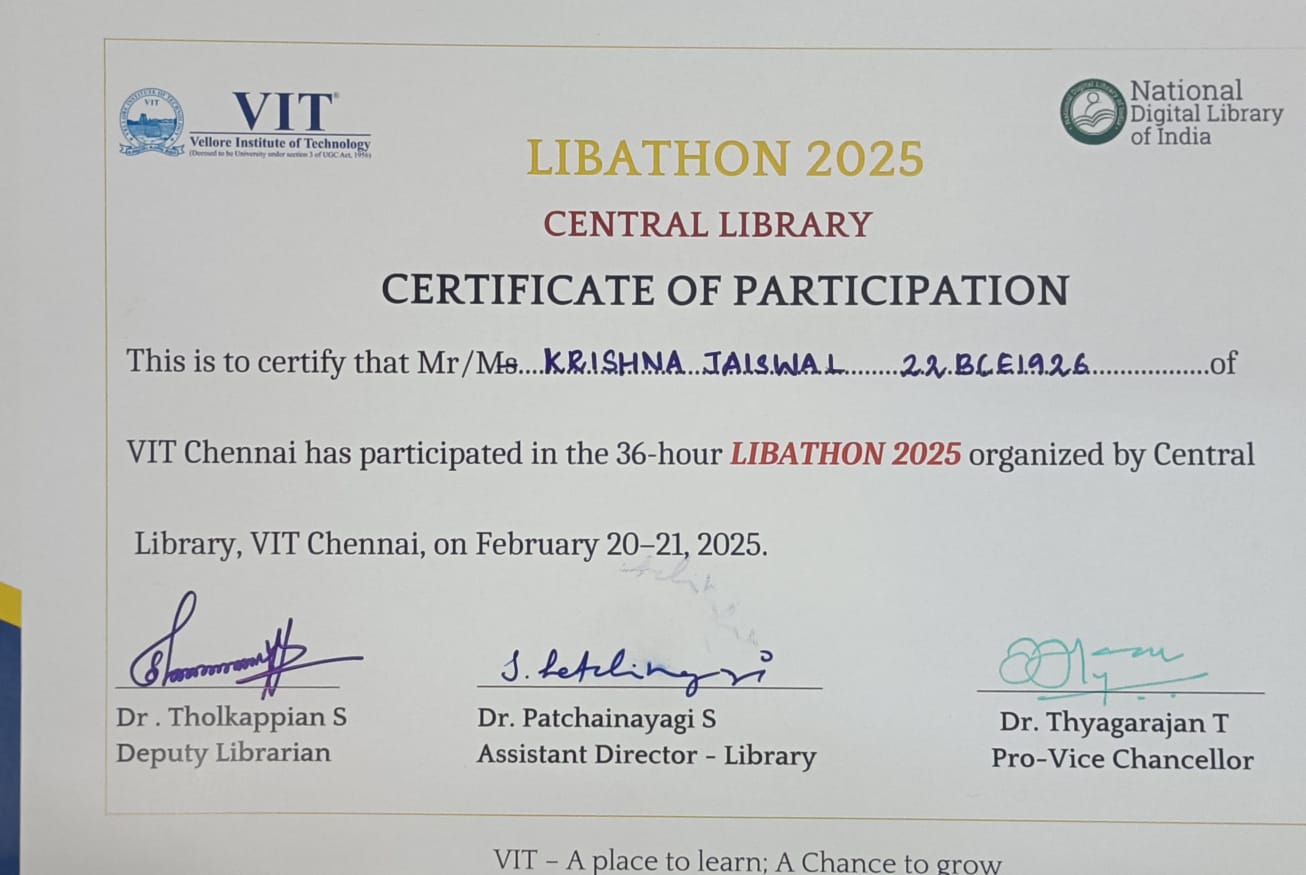 VIT®
Vellore Institute of Technology
(Deemed to be University under section 3 of UGC Act, 1956)
National
Digital Library
of India
LIBATHON 2025
CENTRAL LIBRARY
CERTIFICATE OF PARTICIPATION
This is to certify that Mr/Ms....KRISHNA JAISWAL........22BCE1926.................of
VIT Chennai has participated in the 36-hour LIBATHON 2025 organized by Central
Library, VIT Chennai, on February 20–21, 2025.
Dr . Tholkappian S
Deputy Librarian
Dr. Patchainayagi S
Assistant Director - Library
Dr. Thyagarajan T
Pro-Vice Chancellor
VIT – A place to learn; A Chance to grow